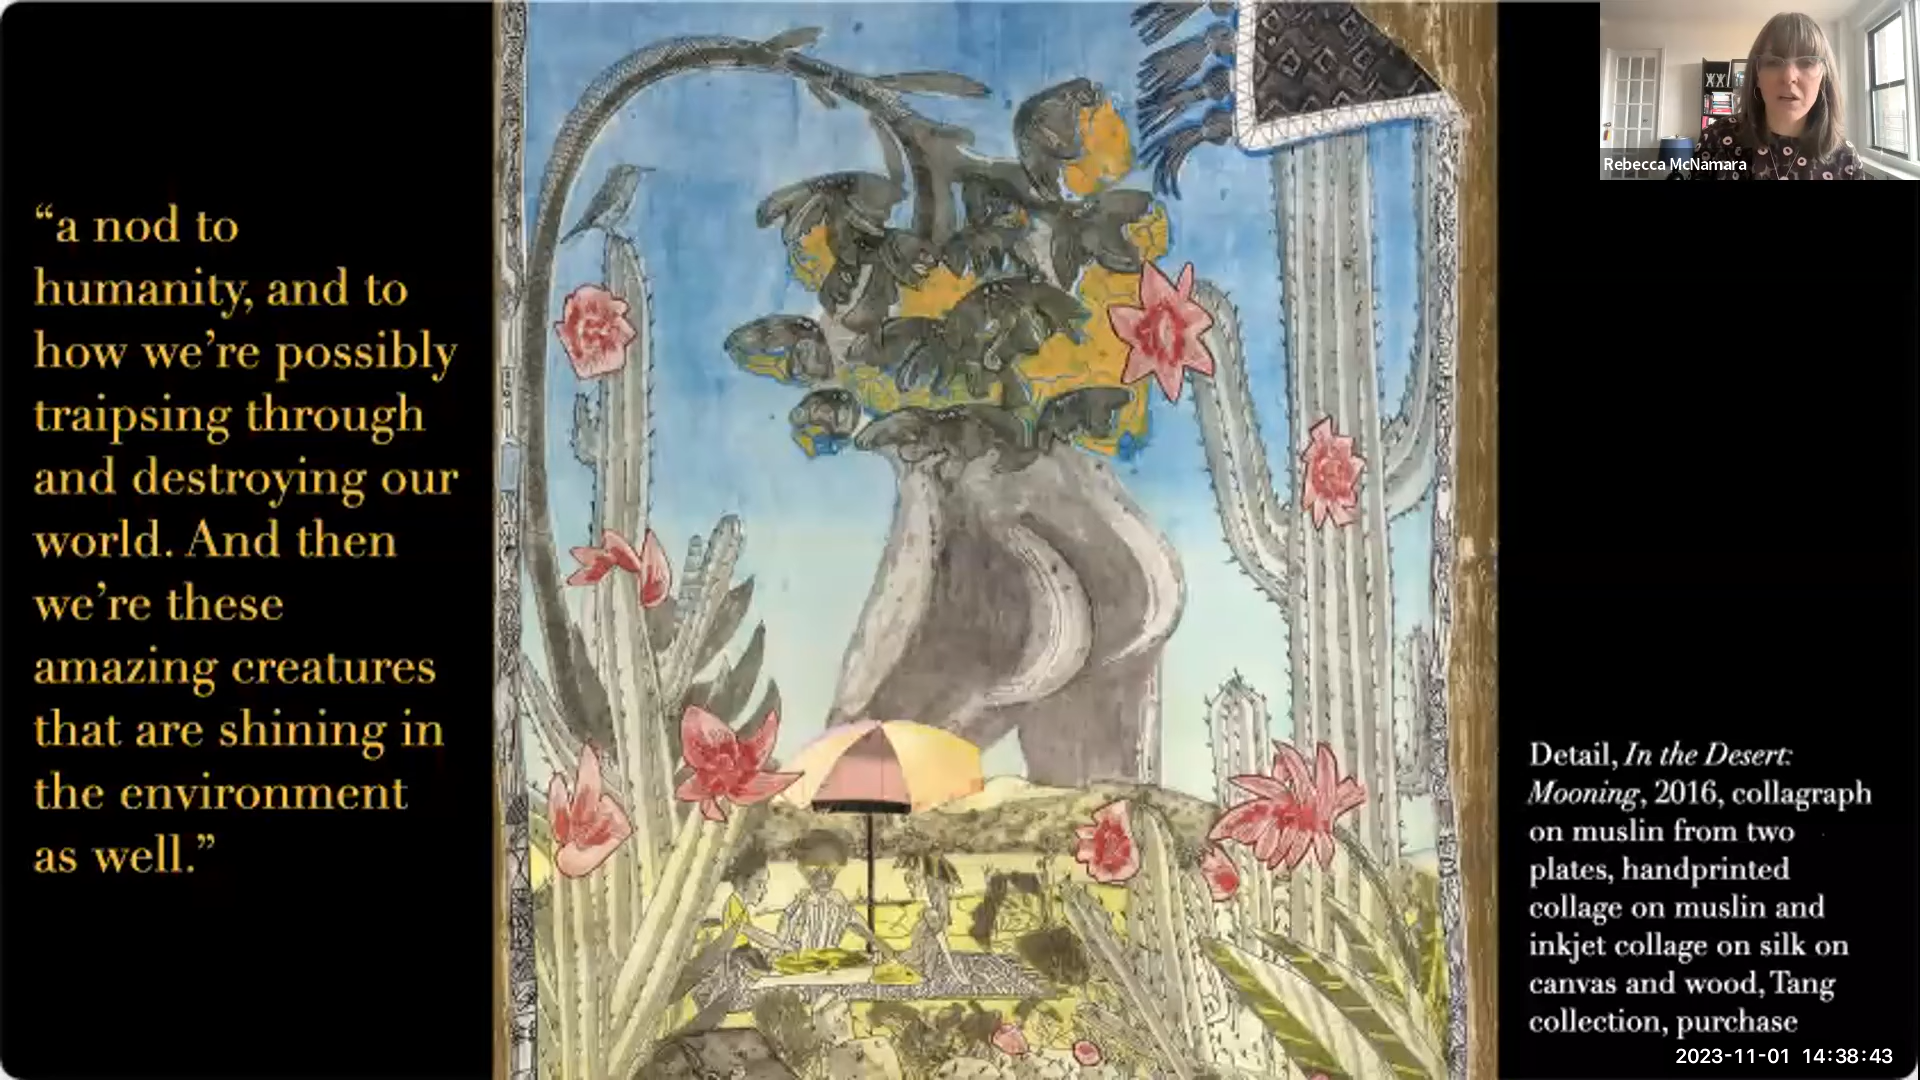 “a nod to
humanity, and to
how we’re possibly
traipsing through
and destroying our
world. And then
we’re these
amazing creatures
that are shining in
the environment
as well.”
Rebecca McNamara
Detail, In the Desert:
Mooning, 2016, collagraph
on muslin from two
plates, handprinted
collage on muslin and
inkjet collage on silk on
canvas and wood, Tang
collection, purchase
2023-11-01 14:38:43